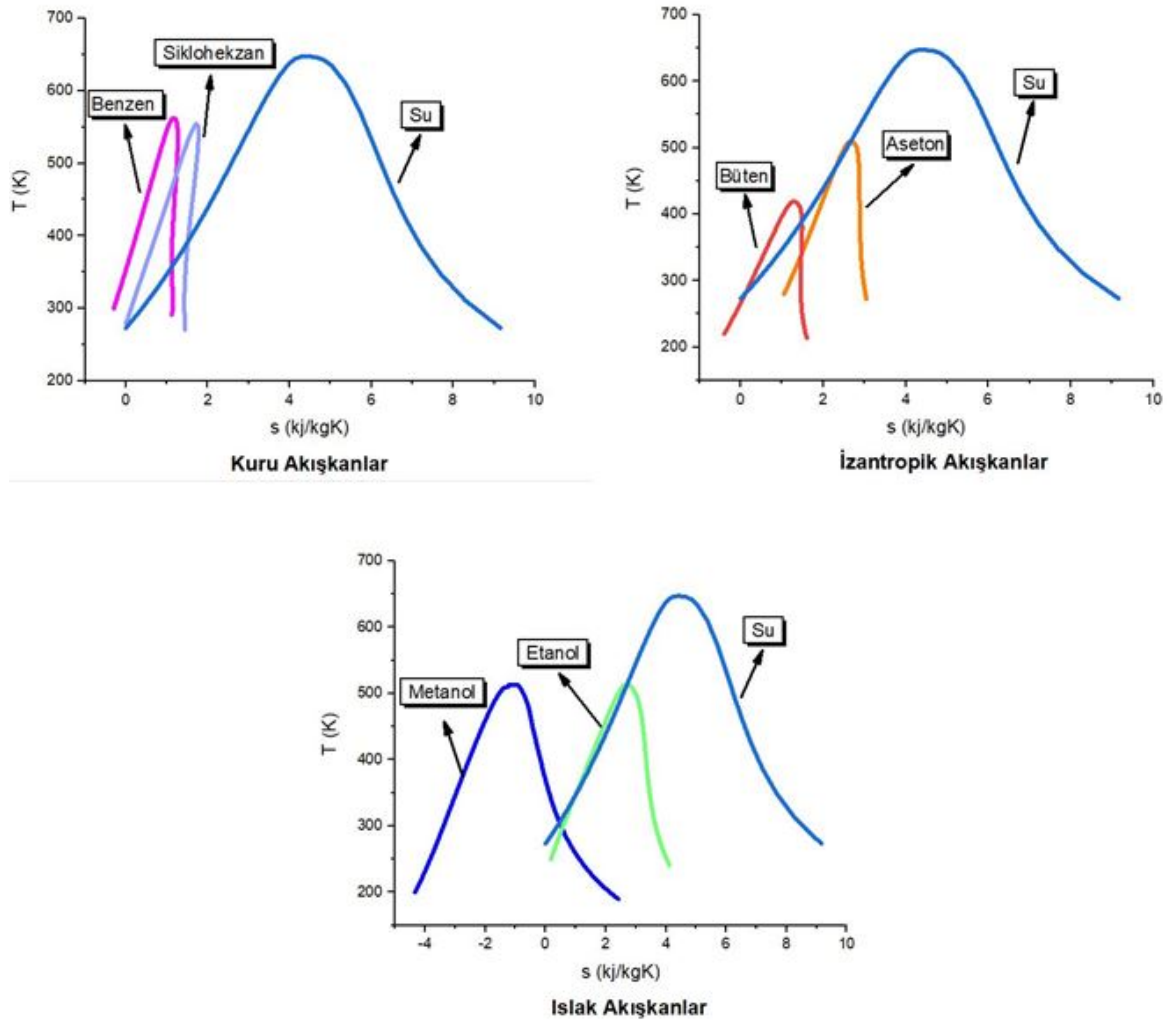 700
600
500
400
300
200
T (K)
0
2
4
6
8
10
s (kj/kgK)
Benzen
Siklohekzan
Su
Kuru Akışkanlar
700
600
500
400
300
200
T (K)
0
2
4
6
8
10
s (kj/kgK)
Büten
Aseton
Su
İzantropik Akışkanlar
700
600
500
400
300
200
T (K)
-4
-2
0
2
4
6
8
10
s (kj/kgK)
Metanol
Etanol
Su
Islak Akışkanlar